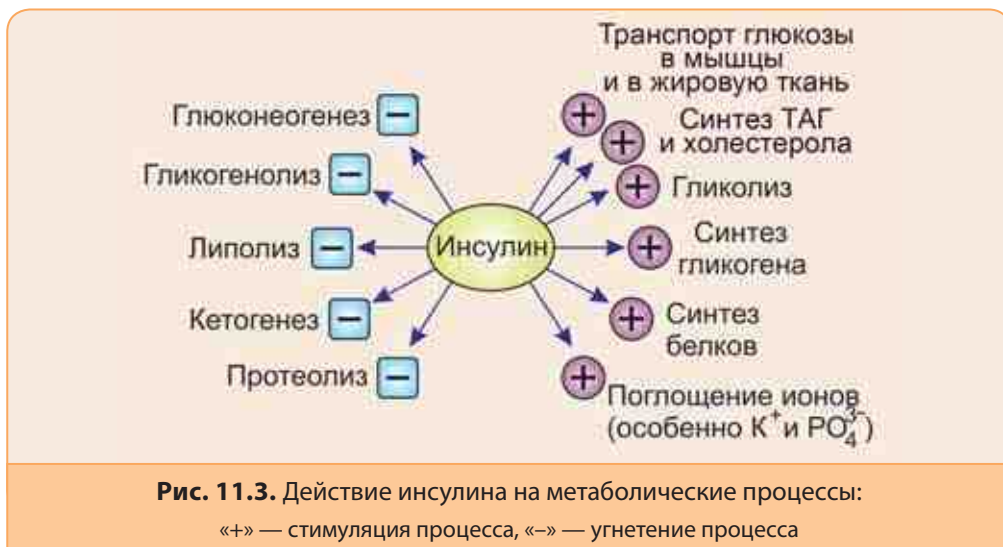 Транспорт глюкозы
в мышцы
и в жировую ткань
Синтез ТАГ
и холестерола
Гликолиз
Синтез
гликогена
Синтез
белков
Поглощение ионов
(особенно K⁺ и PO₄³⁻)
Глюконеогенез
Гликогенолиз
Липолиз
Кетогенез
Протеолиз
Инсулин
− − − − −
+ + + + + +
Рис. 11.3. Действие инсулина на метаболические процессы:
«+» — стимуляция процесса, «–» — угнетение процесса